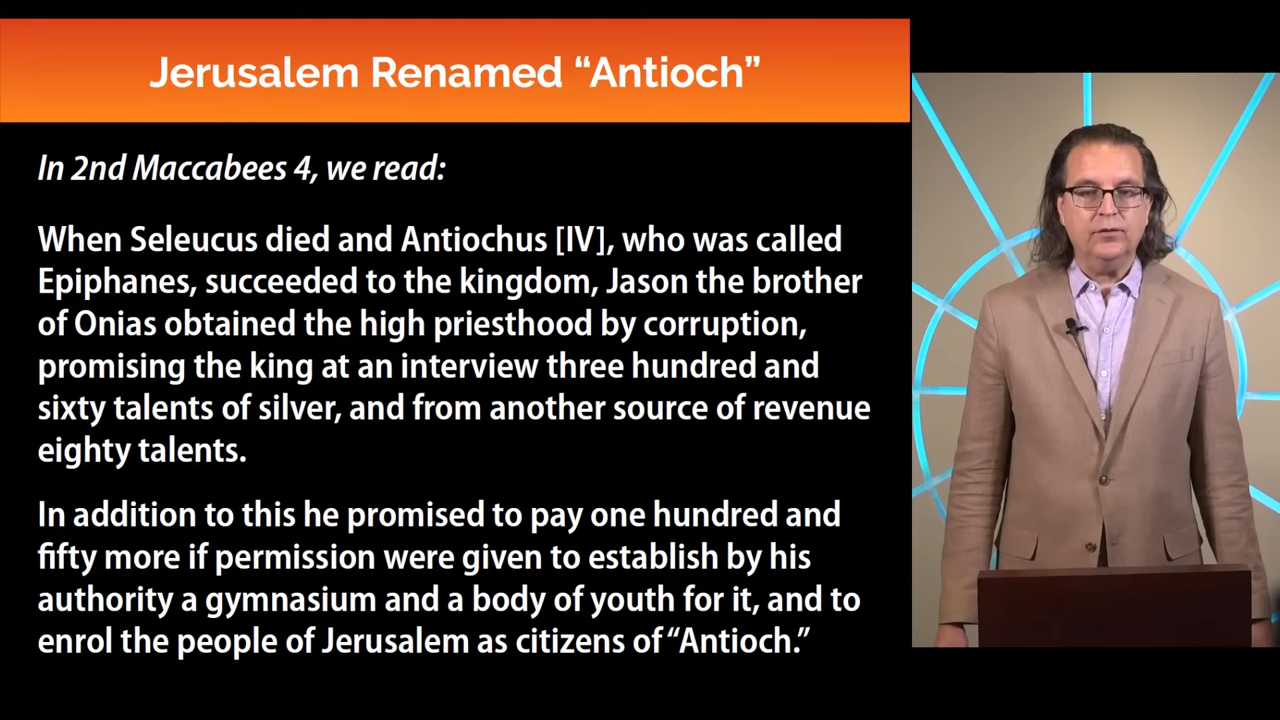 Jerusalem Renamed “Antioch”
In 2nd Maccabees 4, we read:
When Seleucus died and Antiochus [IV], who was called
Epiphanes, succeeded to the kingdom, Jason the brother
of Onias obtained the high priesthood by corruption,
promising the king at an interview three hundred and
sixty talents of silver, and from another source of revenue
eighty talents.
In addition to this he promised to pay one hundred and
fifty more if permission were given to establish by his
authority a gymnasium and a body of youth for it, and to
enrol the people of Jerusalem as citizens of “Antioch.”